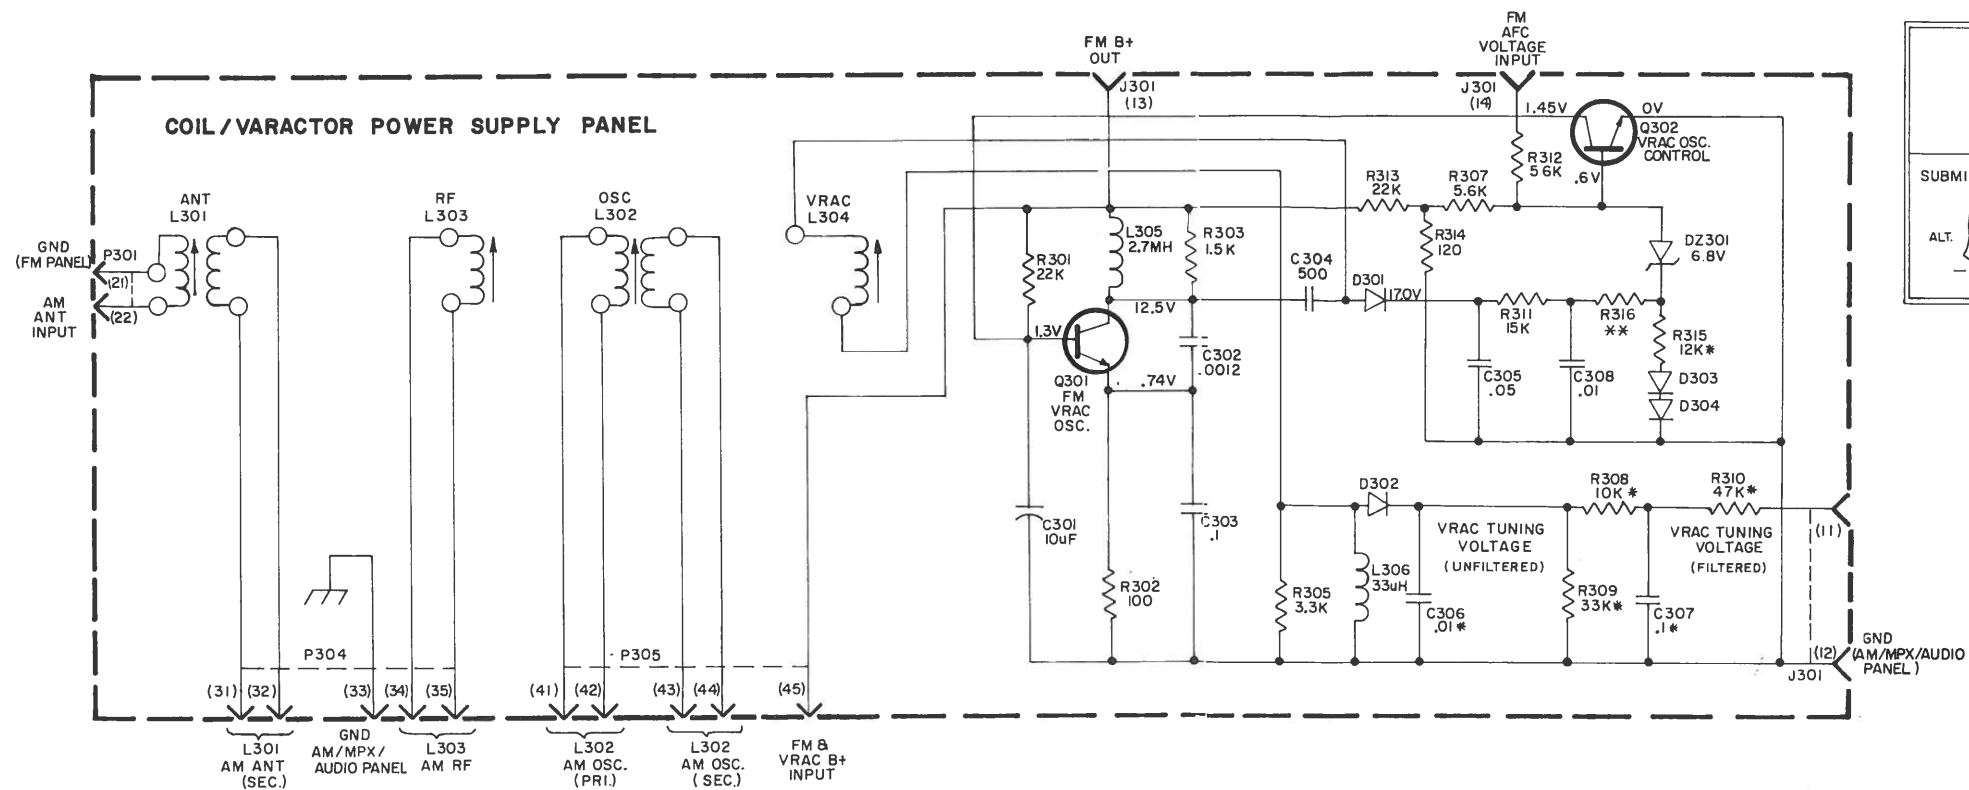 FM B+
OUT
J301
(13)
FM
AFC
VOLTAGE
INPUT
J301
(14)
1.45V
0V
Q302
VRAC OSC.
CONTROL
.6V
COIL/VARACTOR POWER SUPPLY PANEL
R312
56K
R313
22K
R307
5.6K
SUBMI
ALT.
ANT
L301
RF
L303
OSC
L302
VRAC
L304
GND
(FM PANEL)
P301
(21)
AM
ANT
INPUT
(22)
R301
22K
L305
2.7MH
R303
1.5K
C304
500
D301
17.0V
R314
120
DZ301
6.8V
R311
15K
R316
**
R315
12K*
12.5V
1.3V
C302
.0012
C305
.05
C308
.01
D303
D304
Q301
FM
VRAC
OSC.
.74V
D302
R308
10K*
R310
47K*
C301
10uF
C303
.1
VRAC TUNING
VOLTAGE
(UNFILTERED)
VRAC TUNING
VOLTAGE
(FILTERED)
(11)
R302
100
R305
3.3K
L306
33uH
C306
.01*
R309
33K*
C307
.1*
P304
P305
(12)
GND
(AM/MPX/AUDIO
PANEL)
J301
(31)
(32)
(33)
(34)
(35)
(41)
(42)
(43)
(44)
(45)
L301
AM ANT
(SEC.)
GND
AM/MPX/
AUDIO PANEL
L303
AM RF
L302
AM OSC.
(PRI.)
L302
AM OSC.
(SEC.)
FM &
VRAC B+
INPUT